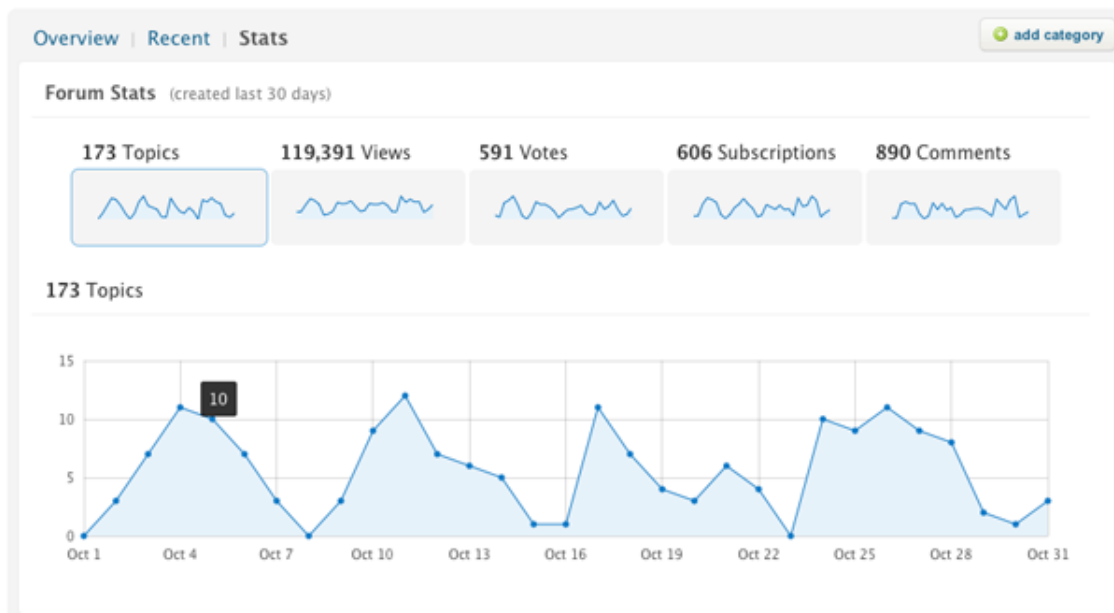 Overview | Recent | Stats
add category
Forum Stats (created last 30 days)
173 Topics
119,391 Views
591 Votes
606 Subscriptions
890 Comments
173 Topics
15
10
10
5
0
Oct 1 Oct 4 Oct 7 Oct 10 Oct 13 Oct 16 Oct 19 Oct 22 Oct 25 Oct 28 Oct 31